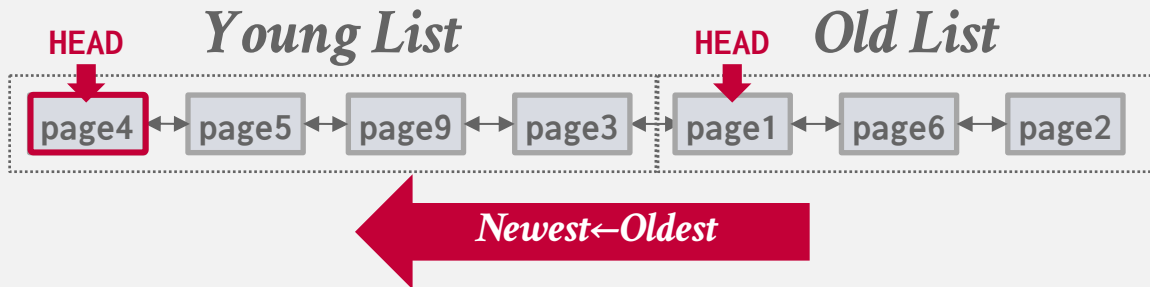 Young List
Old List
HEAD
HEAD
page4
page5
page9
page3
page1
page6
page2
Newest←Oldest